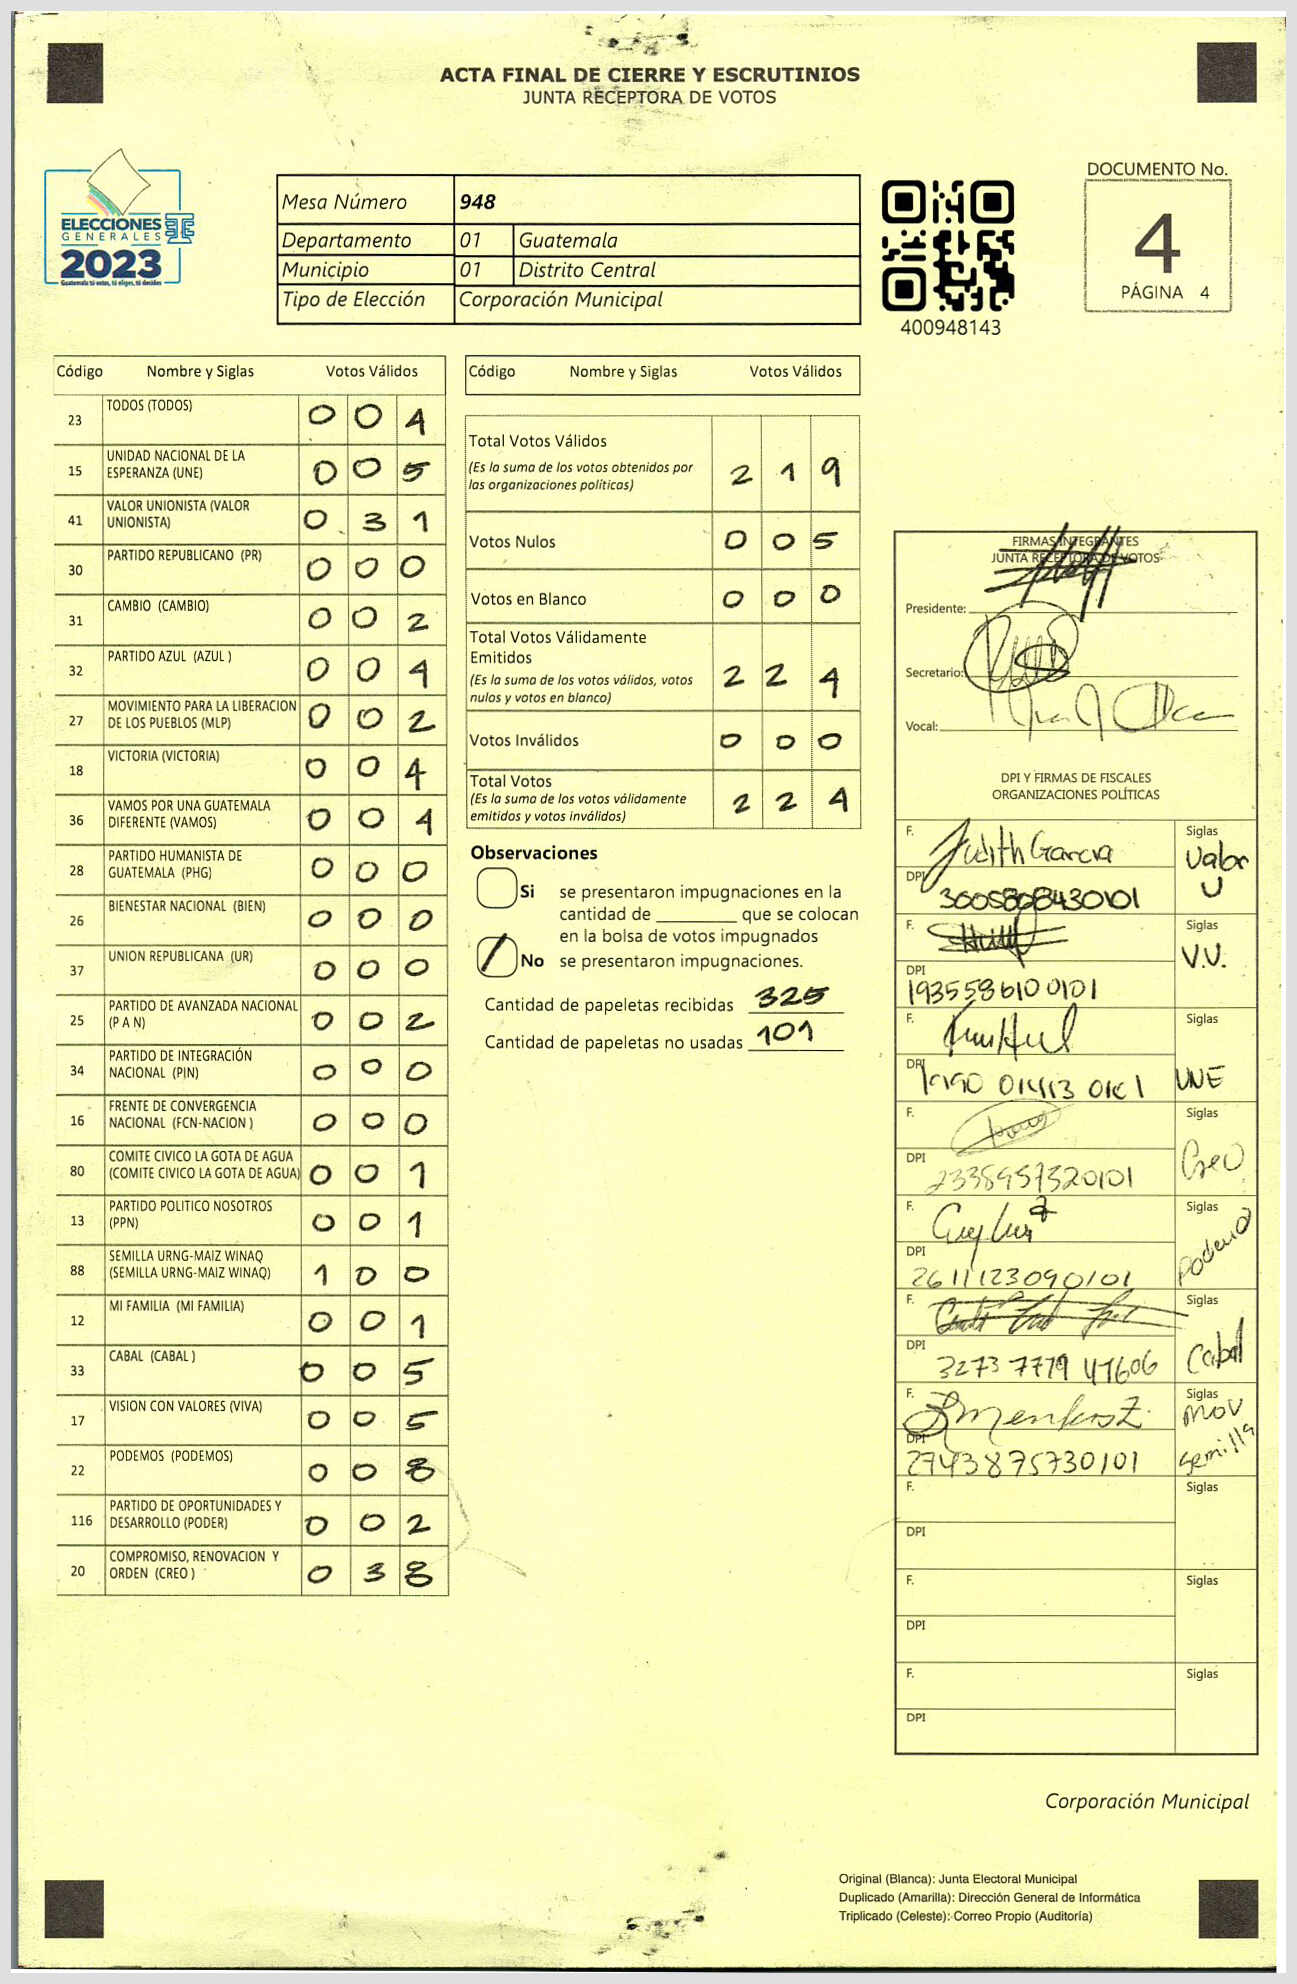 ACTA FINAL DE CIERRE Y ESCRUTINIOS
JUNTA RECEPTORA DE VOTOS
ELECCIONES
GENERALES
2023
Guatemala tú votas, tú eliges, tú decides
Mesa Número 948
Departamento 01 Guatemala
Municipio 01 Distrito Central
Tipo de Elección Corporación Municipal
400948143
DOCUMENTO No.
4
PÁGINA 4
Código Nombre y Siglas Votos Válidos
23 TODOS (TODOS) 0 0 4
15 UNIDAD NACIONAL DE LA
ESPERANZA (UNE) 0 0 5
41 VALOR UNIONISTA (VALOR
UNIONISTA) 0 3 1
30 PARTIDO REPUBLICANO (PR) 0 0 0
31 CAMBIO (CAMBIO) 0 0 2
32 PARTIDO AZUL (AZUL ) 0 0 4
27 MOVIMIENTO PARA LA LIBERACION
DE LOS PUEBLOS (MLP) 0 0 2
18 VICTORIA (VICTORIA) 0 0 4
36 VAMOS POR UNA GUATEMALA
DIFERENTE (VAMOS) 0 0 4
28 PARTIDO HUMANISTA DE
GUATEMALA (PHG) 0 0 0
26 BIENESTAR NACIONAL (BIEN) 0 0 0
37 UNION REPUBLICANA (UR) 0 0 0
25 PARTIDO DE AVANZADA NACIONAL
(P A N) 0 0 2
34 PARTIDO DE INTEGRACIÓN
NACIONAL (PIN) 0 0 0
16 FRENTE DE CONVERGENCIA
NACIONAL (FCN-NACION ) 0 0 0
80 COMITE CIVICO LA GOTA DE AGUA
(COMITE CIVICO LA GOTA DE AGUA) 0 0 1
13 PARTIDO POLITICO NOSOTROS
(PPN) 0 0 1
88 SEMILLA URNG-MAIZ WINAQ
(SEMILLA URNG-MAIZ WINAQ) 1 0 0
12 MI FAMILIA (MI FAMILIA) 0 0 1
33 CABAL (CABAL ) 0 0 5
17 VISION CON VALORES (VIVA) 0 0 5
22 PODEMOS (PODEMOS) 0 0 8
116 PARTIDO DE OPORTUNIDADES Y
DESARROLLO (PODER) 0 0 2
20 COMPROMISO, RENOVACION Y
ORDEN (CREO ) 0 3 8
Código Nombre y Siglas Votos Válidos
Total Votos Válidos
(Es la suma de los votos obtenidos por
las organizaciones políticas) 2 1 9
Votos Nulos 0 0 5
Votos en Blanco 0 0 0
Total Votos Válidamente
Emitidos
(Es la suma de los votos válidos, votos
nulos y votos en blanco) 2 2 4
Votos Inválidos 0 0 0
Total Votos
(Es la suma de los votos válidamente
emitidos y votos inválidos) 2 2 4
Observaciones
Si se presentaron impugnaciones en la
cantidad de ________ que se colocan
en la bolsa de votos impugnados
No se presentaron impugnaciones.
Cantidad de papeletas recibidas 325
Cantidad de papeletas no usadas 101
FIRMAS INTEGRANTES
JUNTA RECEPTORA DE VOTOS
Presidente:
Secretario:
Vocal:
DPI Y FIRMAS DE FISCALES
ORGANIZACIONES POLÍTICAS
F. Judith Garcia Siglas Valor
U
DPI 3005808430101
F. Siglas V.U.
DPI
1935586100101
F. Siglas
DPI UNE
F. Siglas Creo
DPI
2338957320101
F. Siglas Podemos
DPI
2611123090101
F. Siglas Cabal
DPI
3273 7779 47606
F. Siglas MOV
Semilla
DPI
2743875730101
F. Siglas
DPI
F. Siglas
DPI
F. Siglas
DPI
Corporación Municipal
Original (Blanca): Junta Electoral Municipal
Duplicado (Amarilla): Dirección General de Informática
Triplicado (Celeste): Correo Propio (Auditoría)